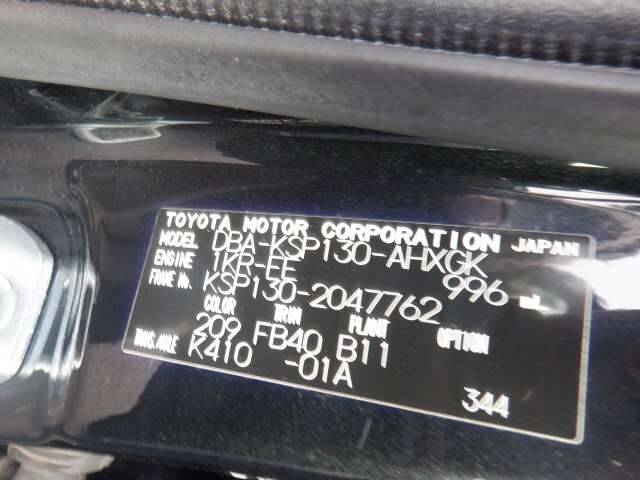 TOYOTA MOTOR CORPORATION JAPAN
MODEL DBA-KSP130-AHXGK
ENGINE 1KR-FE 996 mL
FRAME No. KSP130-2047762
COLOR TRIM PLANT OPTION
209 FB40 B11
TRANS.AXLE K410 -01A
344